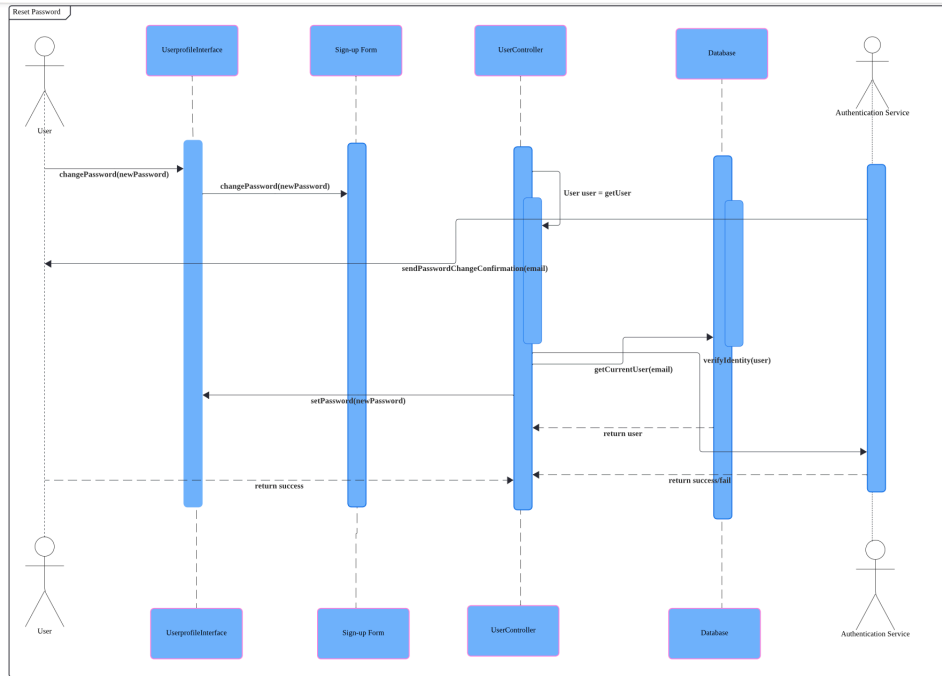 Reset Password
UserprofileInterface
Sign-up Form
UserController
Database
Authentication Service
User
changePassword(newPassword)
changePassword(newPassword)
User user = getUser
sendPasswordChangeConfirmation(email)
verifyIdentity(user)
getCurrentUser(email)
setPassword(newPassword)
return user
return success/fail
return success
User
UserprofileInterface
Sign-up Form
UserController
Database
Authentication Service